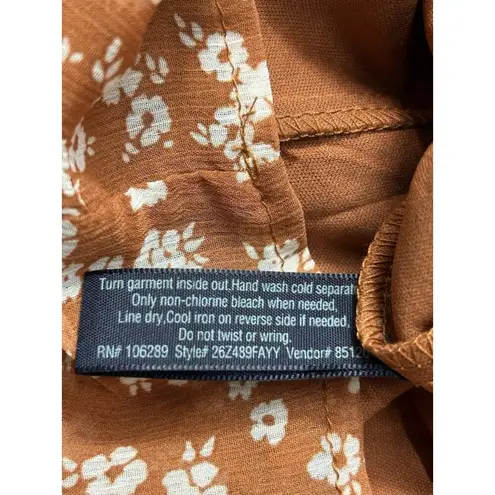 Turn garment inside out,Hand wash cold separat
Only non-chlorine bleach when needed,
Line dry,Cool iron on reverse side if needed,
Do not twist or wring.
RN# 106289 Style# 26Z489FAYY Vendor# 8512